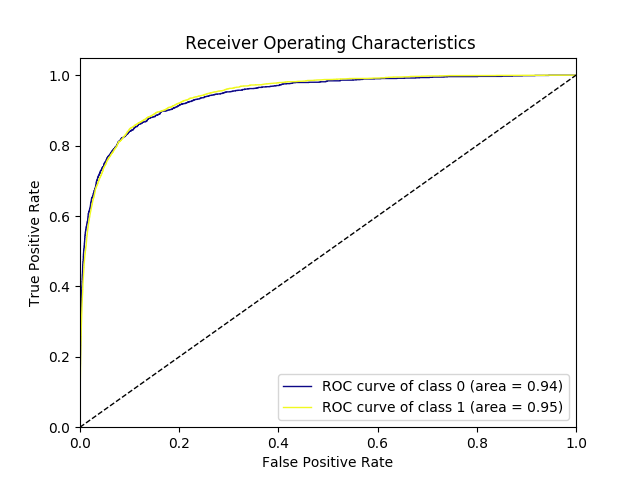 Receiver Operating Characteristics
1.0
0.8
0.6
0.4
0.2
0.0
True Positive Rate
ROC curve of class 0 (area = 0.94)
ROC curve of class 1 (area = 0.95)
0.0 0.2 0.4 0.6 0.8 1.0
False Positive Rate